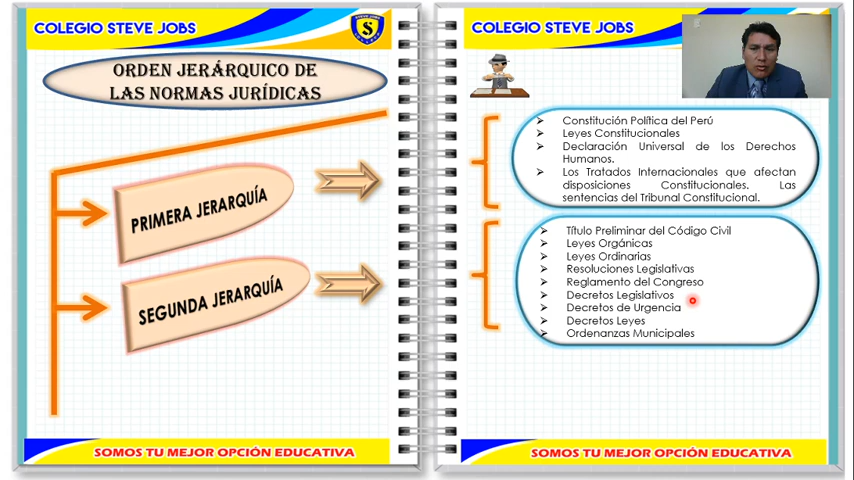 COLEGIO STEVE JOBS
STEVE JOBS
S
ORDEN JERÁRQUICO DE
LAS NORMAS JURÍDICAS
PRIMERA JERARQUÍA
SEGUNDA JERARQUÍA
SOMOS TU MEJOR OPCIÓN EDUCATIVA
COLEGIO STEVE JOBS
Constitución Política del Perú
Leyes Constitucionales
Declaración Universal de los Derechos
Humanos.
Los Tratados Internacionales que afectan
disposiciones Constitucionales. Las
sentencias del Tribunal Constitucional.
Título Preliminar del Código Civil
Leyes Orgánicas
Leyes Ordinarias
Resoluciones Legislativas
Reglamento del Congreso
Decretos Legislativos
Decretos de Urgencia
Decretos Leyes
Ordenanzas Municipales
SOMOS TU MEJOR OPCIÓN EDUCATIVA